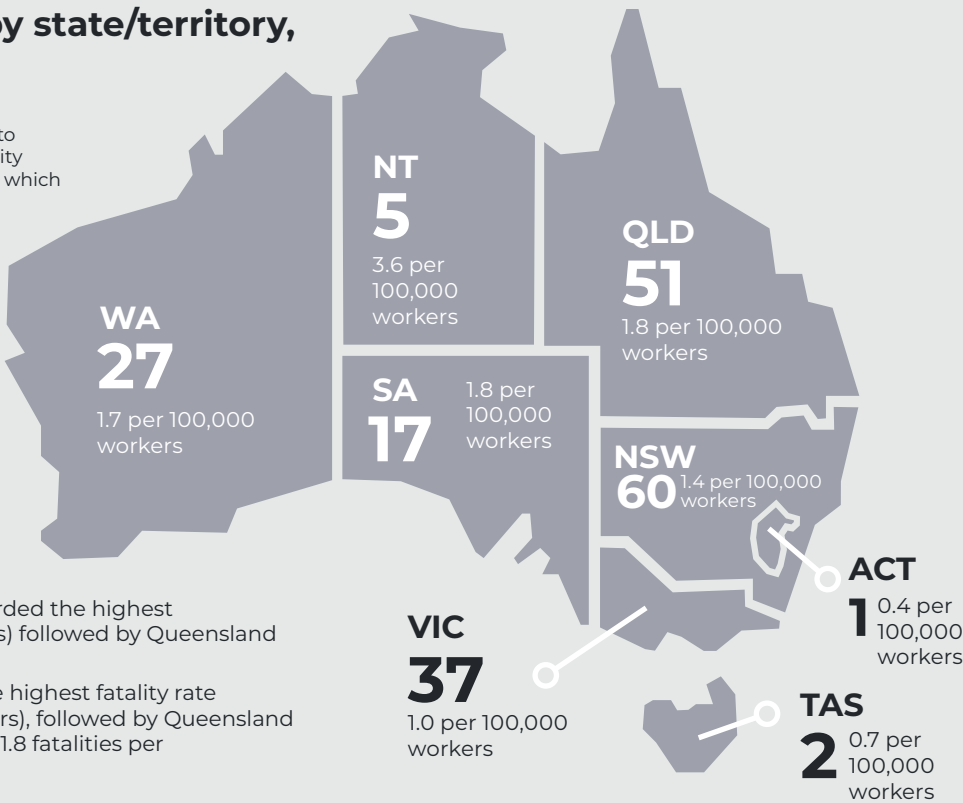 by state/territory,
to
ity
which
NT
5
3.6 per
100,000
workers
QLD
51
1.8 per 100,000
workers
WA
27
1.7 per 100,000
workers
SA
17
1.8 per
100,000
workers
NSW
60
1.4 per 100,000
workers
ACT
1
0.4 per
100,000
workers
VIC
37
1.0 per 100,000
workers
TAS
2
0.7 per
100,000
workers
rded the highest
s) followed by Queensland
e highest fatality rate
rs), followed by Queensland
1.8 fatalities per